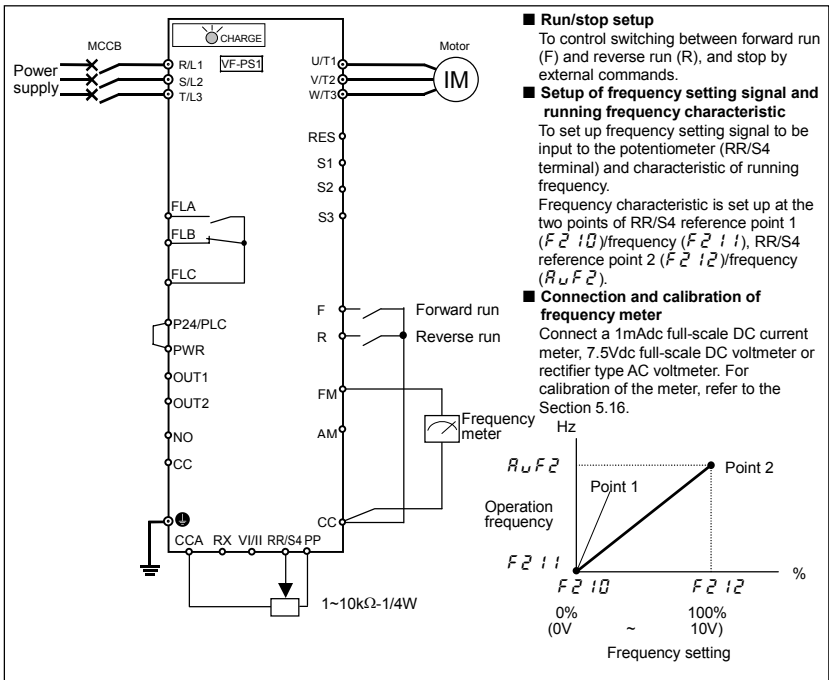 CHARGE
MCCB
Motor
Power
supply
R/L1
VF-PS1
U/T1
S/L2
V/T2
IM
T/L3
W/T3
RES
S1
S2
S3
FLA
FLB
FLC
F
Forward run
R
Reverse run
P24/PLC
PWR
OUT1
OUT2
FM
Frequency
meter
AM
NO
CC
CC
CCA RX VI/II RR/S4 PP
1~10kΩ-1/4W
■ Run/stop setup
To control switching between forward run
(F) and reverse run (R), and stop by
external commands.
■ Setup of frequency setting signal and
running frequency characteristic
To set up frequency setting signal to be
input to the potentiometer (RR/S4
terminal) and characteristic of running
frequency.
Frequency characteristic is set up at the
two points of RR/S4 reference point 1
(F210)/frequency (F211), RR/S4
reference point 2 (F212)/frequency
(AuF2).
■ Connection and calibration of
frequency meter
Connect a 1mAdc full-scale DC current
meter, 7.5Vdc full-scale DC voltmeter or
rectifier type AC voltmeter. For
calibration of the meter, refer to the
Section 5.16.
Hz
AuF2
Point 2
Point 1
Operation
frequency
F211
%
F210
F212
0%
100%
(0V ~ 10V)
Frequency setting